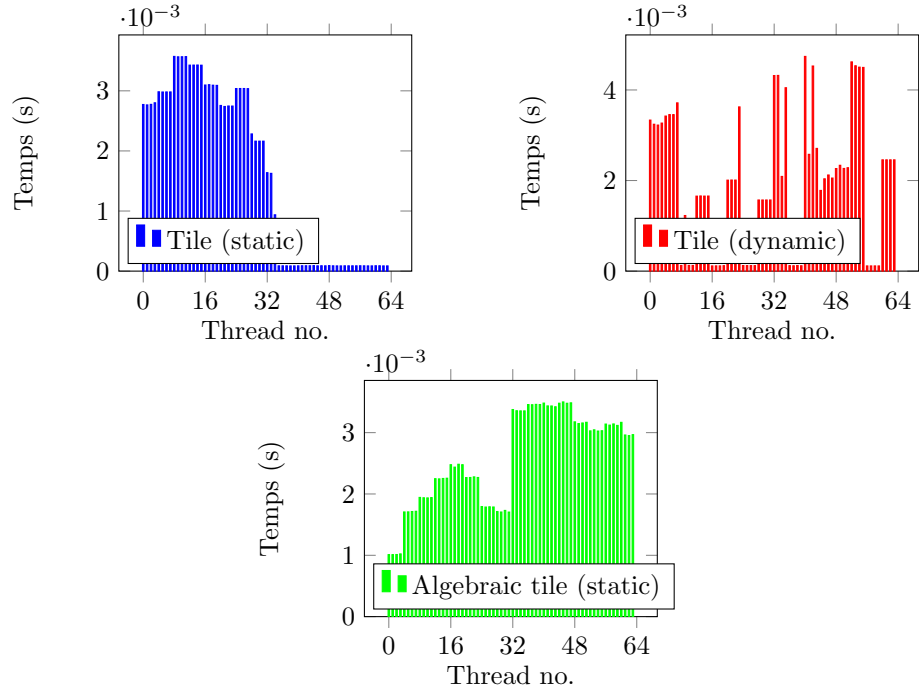 ·10⁻³
Temps (s)
3
2
1
0
Tile (static)
0 16 32 48 64
Thread no.
·10⁻³
Temps (s)
4
2
0
Tile (dynamic)
0 16 32 48 64
Thread no.
·10⁻³
Temps (s)
3
2
1
0
Algebraic tile (static)
0 16 32 48 64
Thread no.